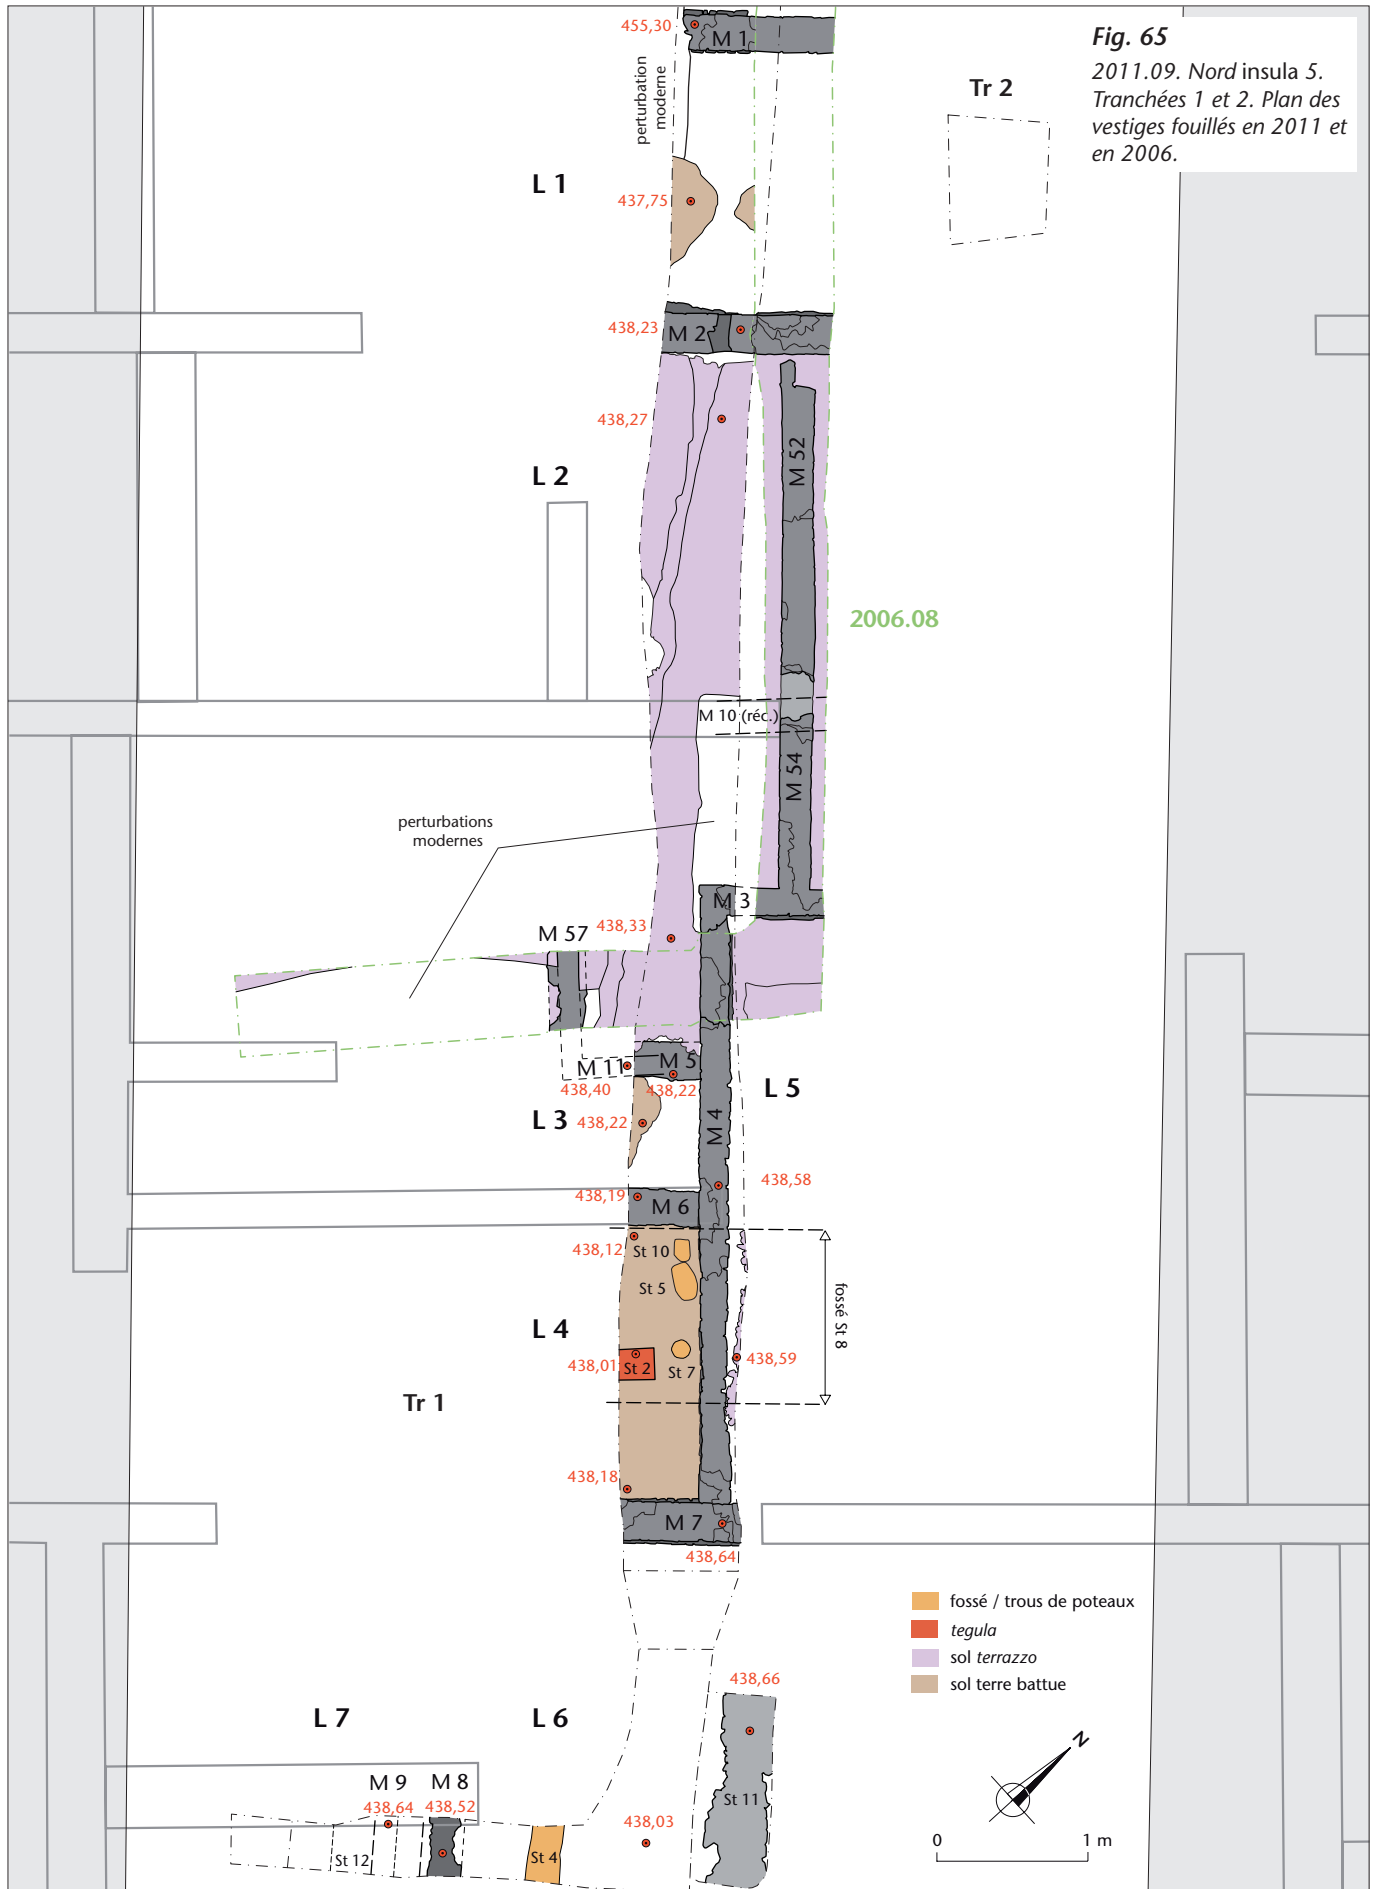 Fig. 65
2011.09. Nord insula 5.
Tranchées 1 et 2. Plan des
vestiges fouillés en 2011 et
en 2006.
455,30
M 1
perturbation
moderne
Tr 2
L 1
437,75
438,23
M 2
438,27
L 2
M 52
2006.08
M 10 (réc.)
M 54
perturbations
modernes
M 3
M 57
438,33
M 11
M 5
438,40
438,22
L 5
L 3
438,22
M 4
438,58
438,19
M 6
438,12
St 10
St 5
fossé St 8
L 4
438,01
St 2
St 7
438,59
Tr 1
438,18
M 7
438,64
fossé / trous de poteaux
tegula
sol terrazzo
sol terre battue
438,66
L 7
L 6
N
M 9
M 8
438,64
438,52
438,03
St 11
St 12
St 4
0
1 m